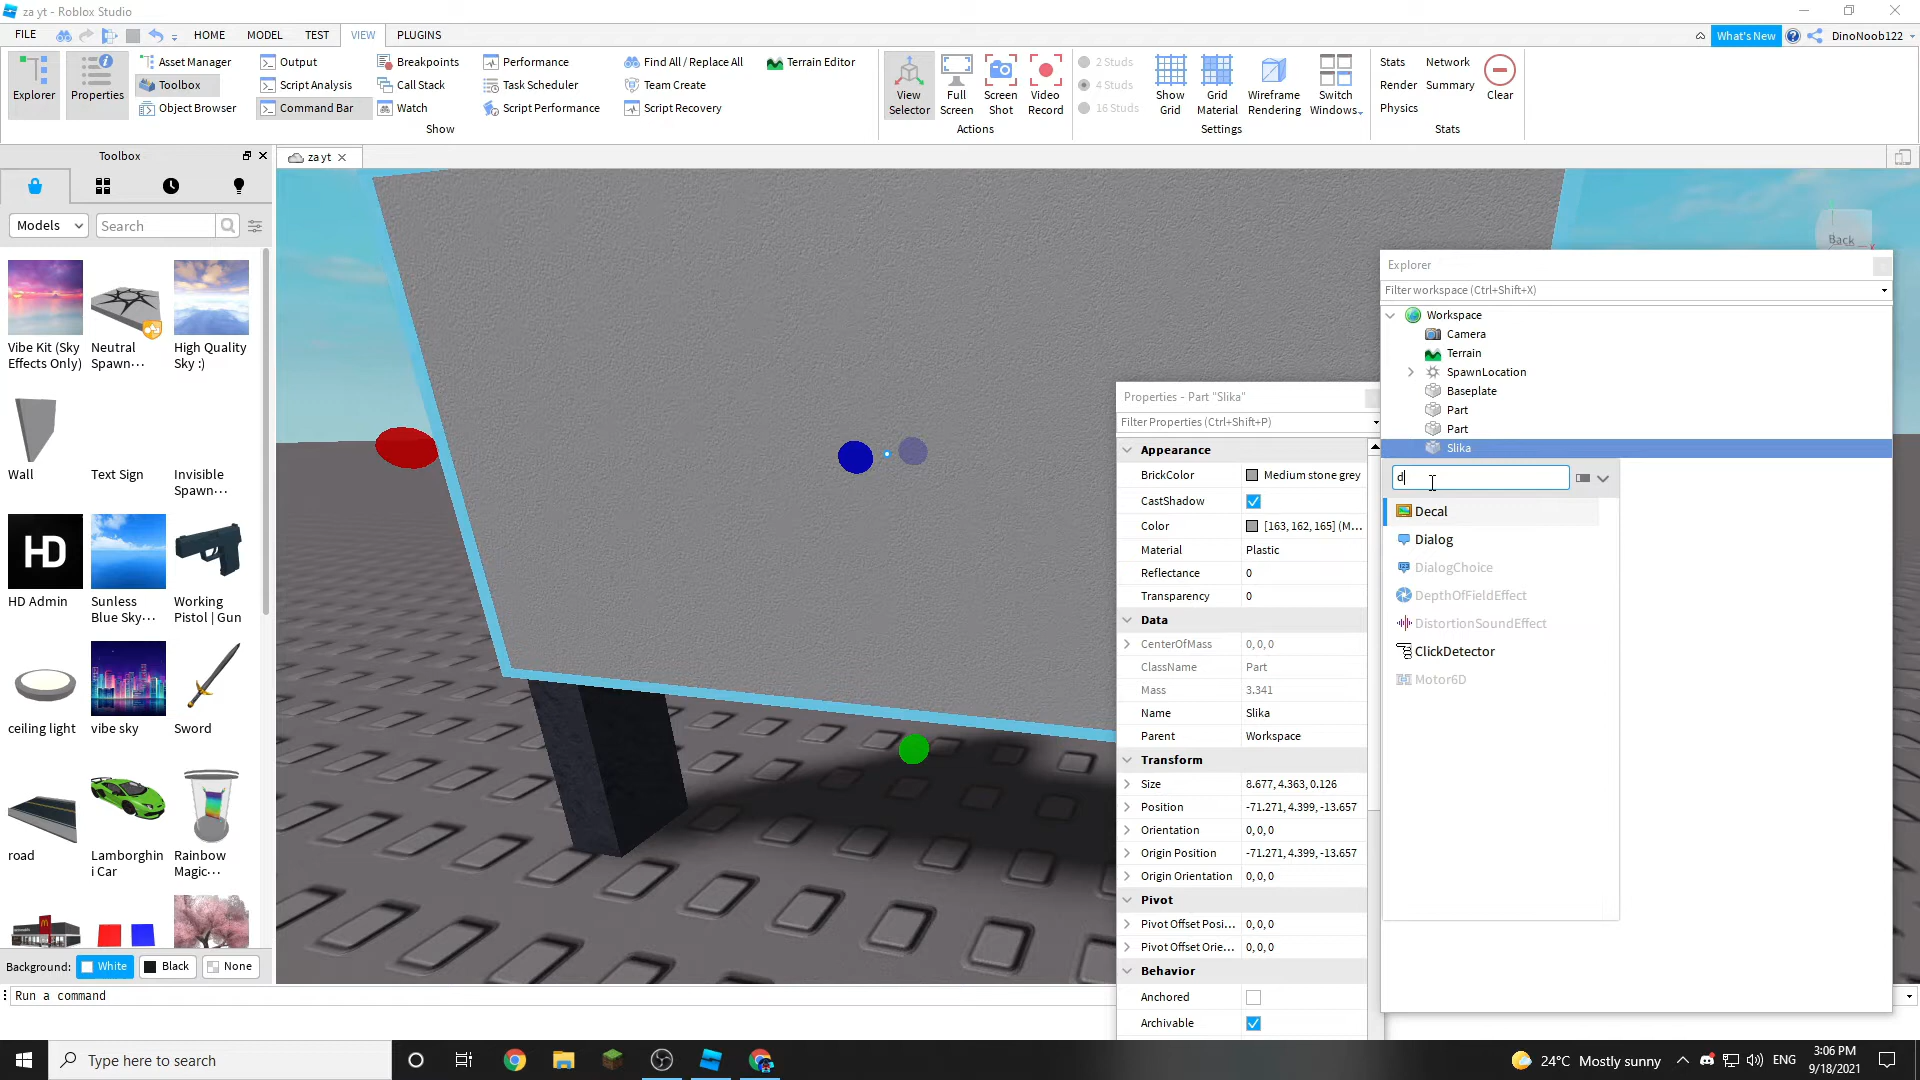 za yt - Roblox Studio
FILE HOME MODEL TEST VIEW PLUGINS What's New DinoNoob122
Explorer
Properties
Asset Manager
Toolbox
Object Browser
Output
Script Analysis
Command Bar
Breakpoints
Call Stack
Watch
Performance
Task Scheduler
Script Performance
Find All / Replace All
Team Create
Script Recovery
Terrain Editor
Show
View
Selector
Full
Screen
Screen
Shot
Video
Record
Actions
2 Studs
4 Studs
16 Studs
Show
Grid
Grid
Material
Wireframe
Rendering
Switch
Windows
Settings
Stats Network
Render Summary
Physics
Clear
Stats
Toolbox
za yt
Models
Search
Vibe Kit (Sky
Effects Only)
Neutral
Spawn...
High Quality
Sky :)
Wall
Text Sign
Invisible
Spawn...
HD
HD Admin
Sunless
Blue Sky...
Working
Pistol | Gun
ceiling light
vibe sky
Sword
road
Lamborghin
i Car
Rainbow
Magic...
Background: White Black None
Run a command
Back
Properties - Part "Slika"
Filter Properties (Ctrl+Shift+P)
Appearance
BrickColor Medium stone grey
CastShadow
Color [163, 162, 165] (M...
Material Plastic
Reflectance 0
Transparency 0
Data
CenterOfMass 0, 0, 0
ClassName Part
Mass 3.341
Name Slika
Parent Workspace
Transform
Size 8.677, 4.363, 0.126
Position -71.271, 4.399, -13.657
Orientation 0, 0, 0
Origin Position -71.271, 4.399, -13.657
Origin Orientation 0, 0, 0
Pivot
Pivot Offset Posi... 0, 0, 0
Pivot Offset Orie... 0, 0, 0
Behavior
Anchored
Archivable
Explorer
Filter workspace (Ctrl+Shift+X)
Workspace
Camera
Terrain
SpawnLocation
Baseplate
Part
Part
Slika
d
Decal
Dialog
DialogChoice
DepthOfFieldEffect
DistortionSoundEffect
ClickDetector
Motor6D
Type here to search
24°C Mostly sunny
ENG
3:06 PM
9/18/2021